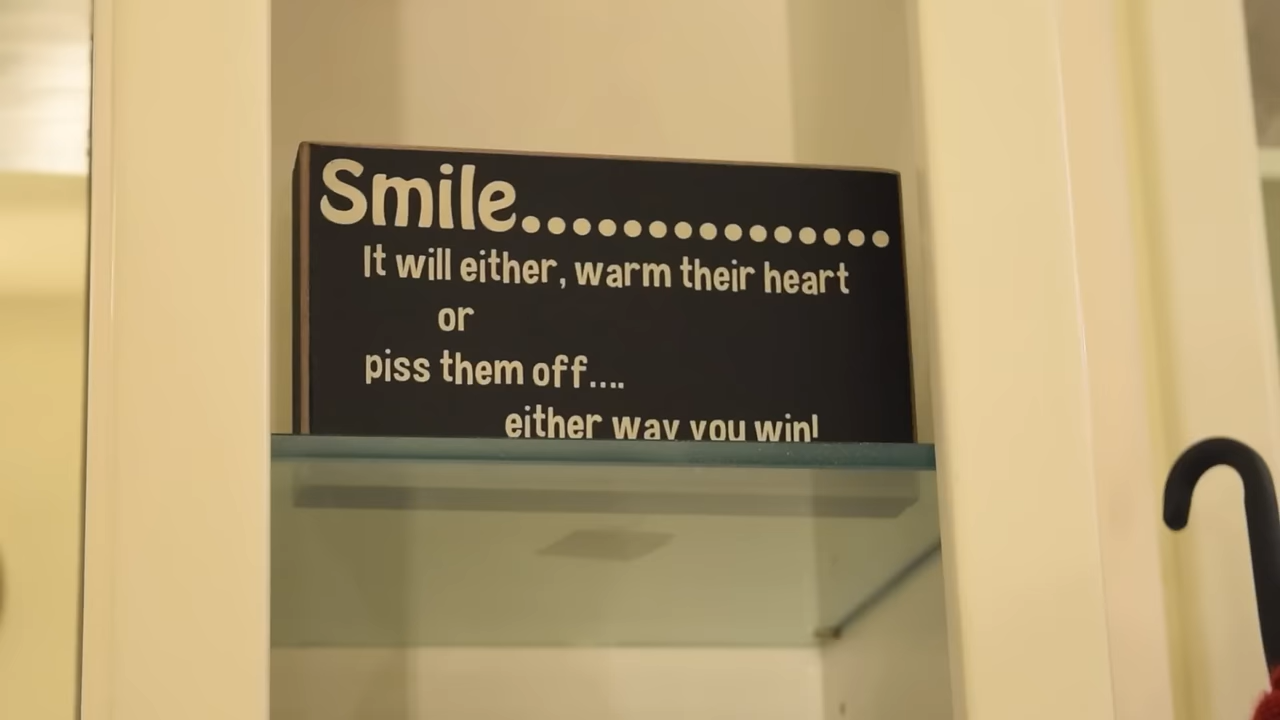 Smile...............
It will either, warm their heart
or
piss them off....
either way you win!